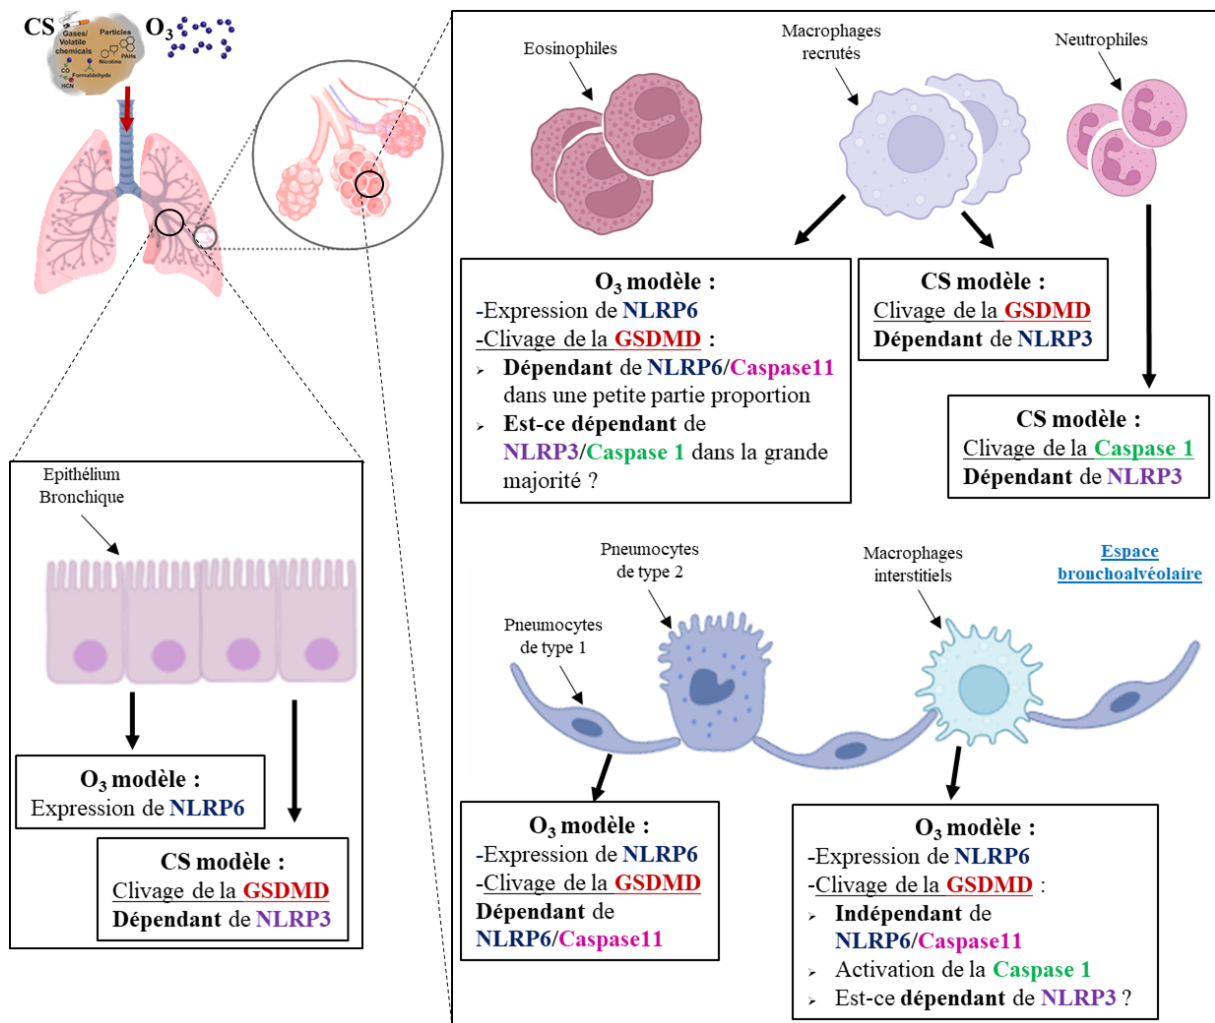 CS
O₃
Gases/
Volatile
chemicals
Particles
Nicotine
PAHs
CO
Formaldehyde
HCN
Eosinophiles
Macrophages
recrutés
Neutrophiles
O₃ modèle :
-Expression de NLRP6
-Clivage de la GSDMD :
➢ Dépendant de NLRP6/Caspase11
dans une petite partie proportion
➢ Est-ce dépendant de
NLRP3/Caspase 1 dans la grande
majorité ?
CS modèle :
Clivage de la GSDMD
Dépendant de NLRP3
CS modèle :
Clivage de la Caspase 1
Dépendant de NLRP3
Epithélium
Bronchique
O₃ modèle :
Expression de NLRP6
CS modèle :
Clivage de la GSDMD
Dépendant de NLRP3
Pneumocytes
de type 2
Pneumocytes
de type 1
Macrophages
interstitiels
Espace
bronchoalvéolaire
O₃ modèle :
-Expression de NLRP6
-Clivage de la GSDMD
Dépendant de
NLRP6/Caspase11
O₃ modèle :
-Expression de NLRP6
-Clivage de la GSDMD :
➢ Indépendant de
NLRP6/Caspase11
➢ Activation de la Caspase 1
➢ Est-ce dépendant de NLRP3 ?